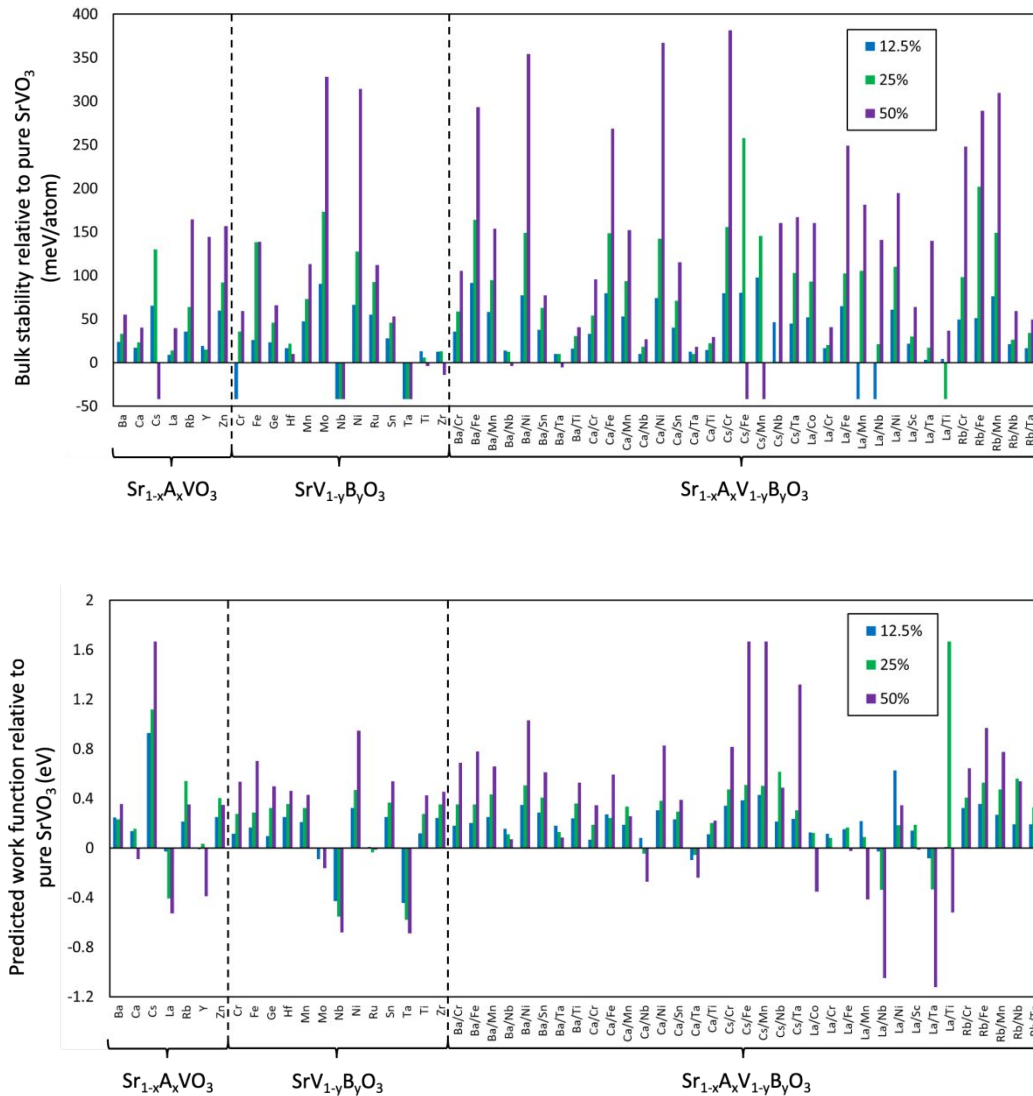 Bulk stability relative to pure SrVO₃
(meV/atom)
400
350
300
250
200
150
100
50
0
-50
12.5%
25%
50%
Ba Ca Cs La Rb Y Zn Cr Fe Ge Hf Mn Mo Nb Ni Ru Sn Ta Ti Zr Ba/Cr Ba/Fe Ba/Mn Ba/Nb Ba/Ni Ba/Sn Ba/Ta Ba/Ti Ca/Cr Ca/Fe Ca/Mn Ca/Nb Ca/Ni Ca/Sn Ca/Ta Ca/Ti Cs/Cr Cs/Fe Cs/Mn Cs/Nb Cs/Ta La/Co La/Cr La/Fe La/Mn La/Nb La/Ni La/Sc La/Ta La/Ti Rb/Cr Rb/Fe Rb/Mn Rb/Nb Rb/Ta
Sr₁₋ₓAₓVO₃
SrV₁₋yByO₃
Sr₁₋ₓAₓV₁₋yByO₃
Predicted work function relative to
pure SrVO₃ (eV)
2
1.6
1.2
0.8
0.4
0
-0.4
-0.8
-1.2
12.5%
25%
50%
Ba Ca Cs La Rb Y Zn Cr Fe Ge Hf Mn Mo Nb Ni Ru Sn Ta Ti Zr Ba/Cr Ba/Fe Ba/Mn Ba/Nb Ba/Ni Ba/Sn Ba/Ta Ba/Ti Ca/Cr Ca/Fe Ca/Mn Ca/Nb Ca/Ni Ca/Sn Ca/Ta Ca/Ti Cs/Cr Cs/Fe Cs/Mn Cs/Nb Cs/Ta La/Co La/Cr La/Fe La/Mn La/Nb La/Ni La/Sc La/Ta La/Ti Rb/Cr Rb/Fe Rb/Mn Rb/Nb
Sr₁₋ₓAₓVO₃
SrV₁₋yByO₃
Sr₁₋ₓAₓV₁₋yByO₃